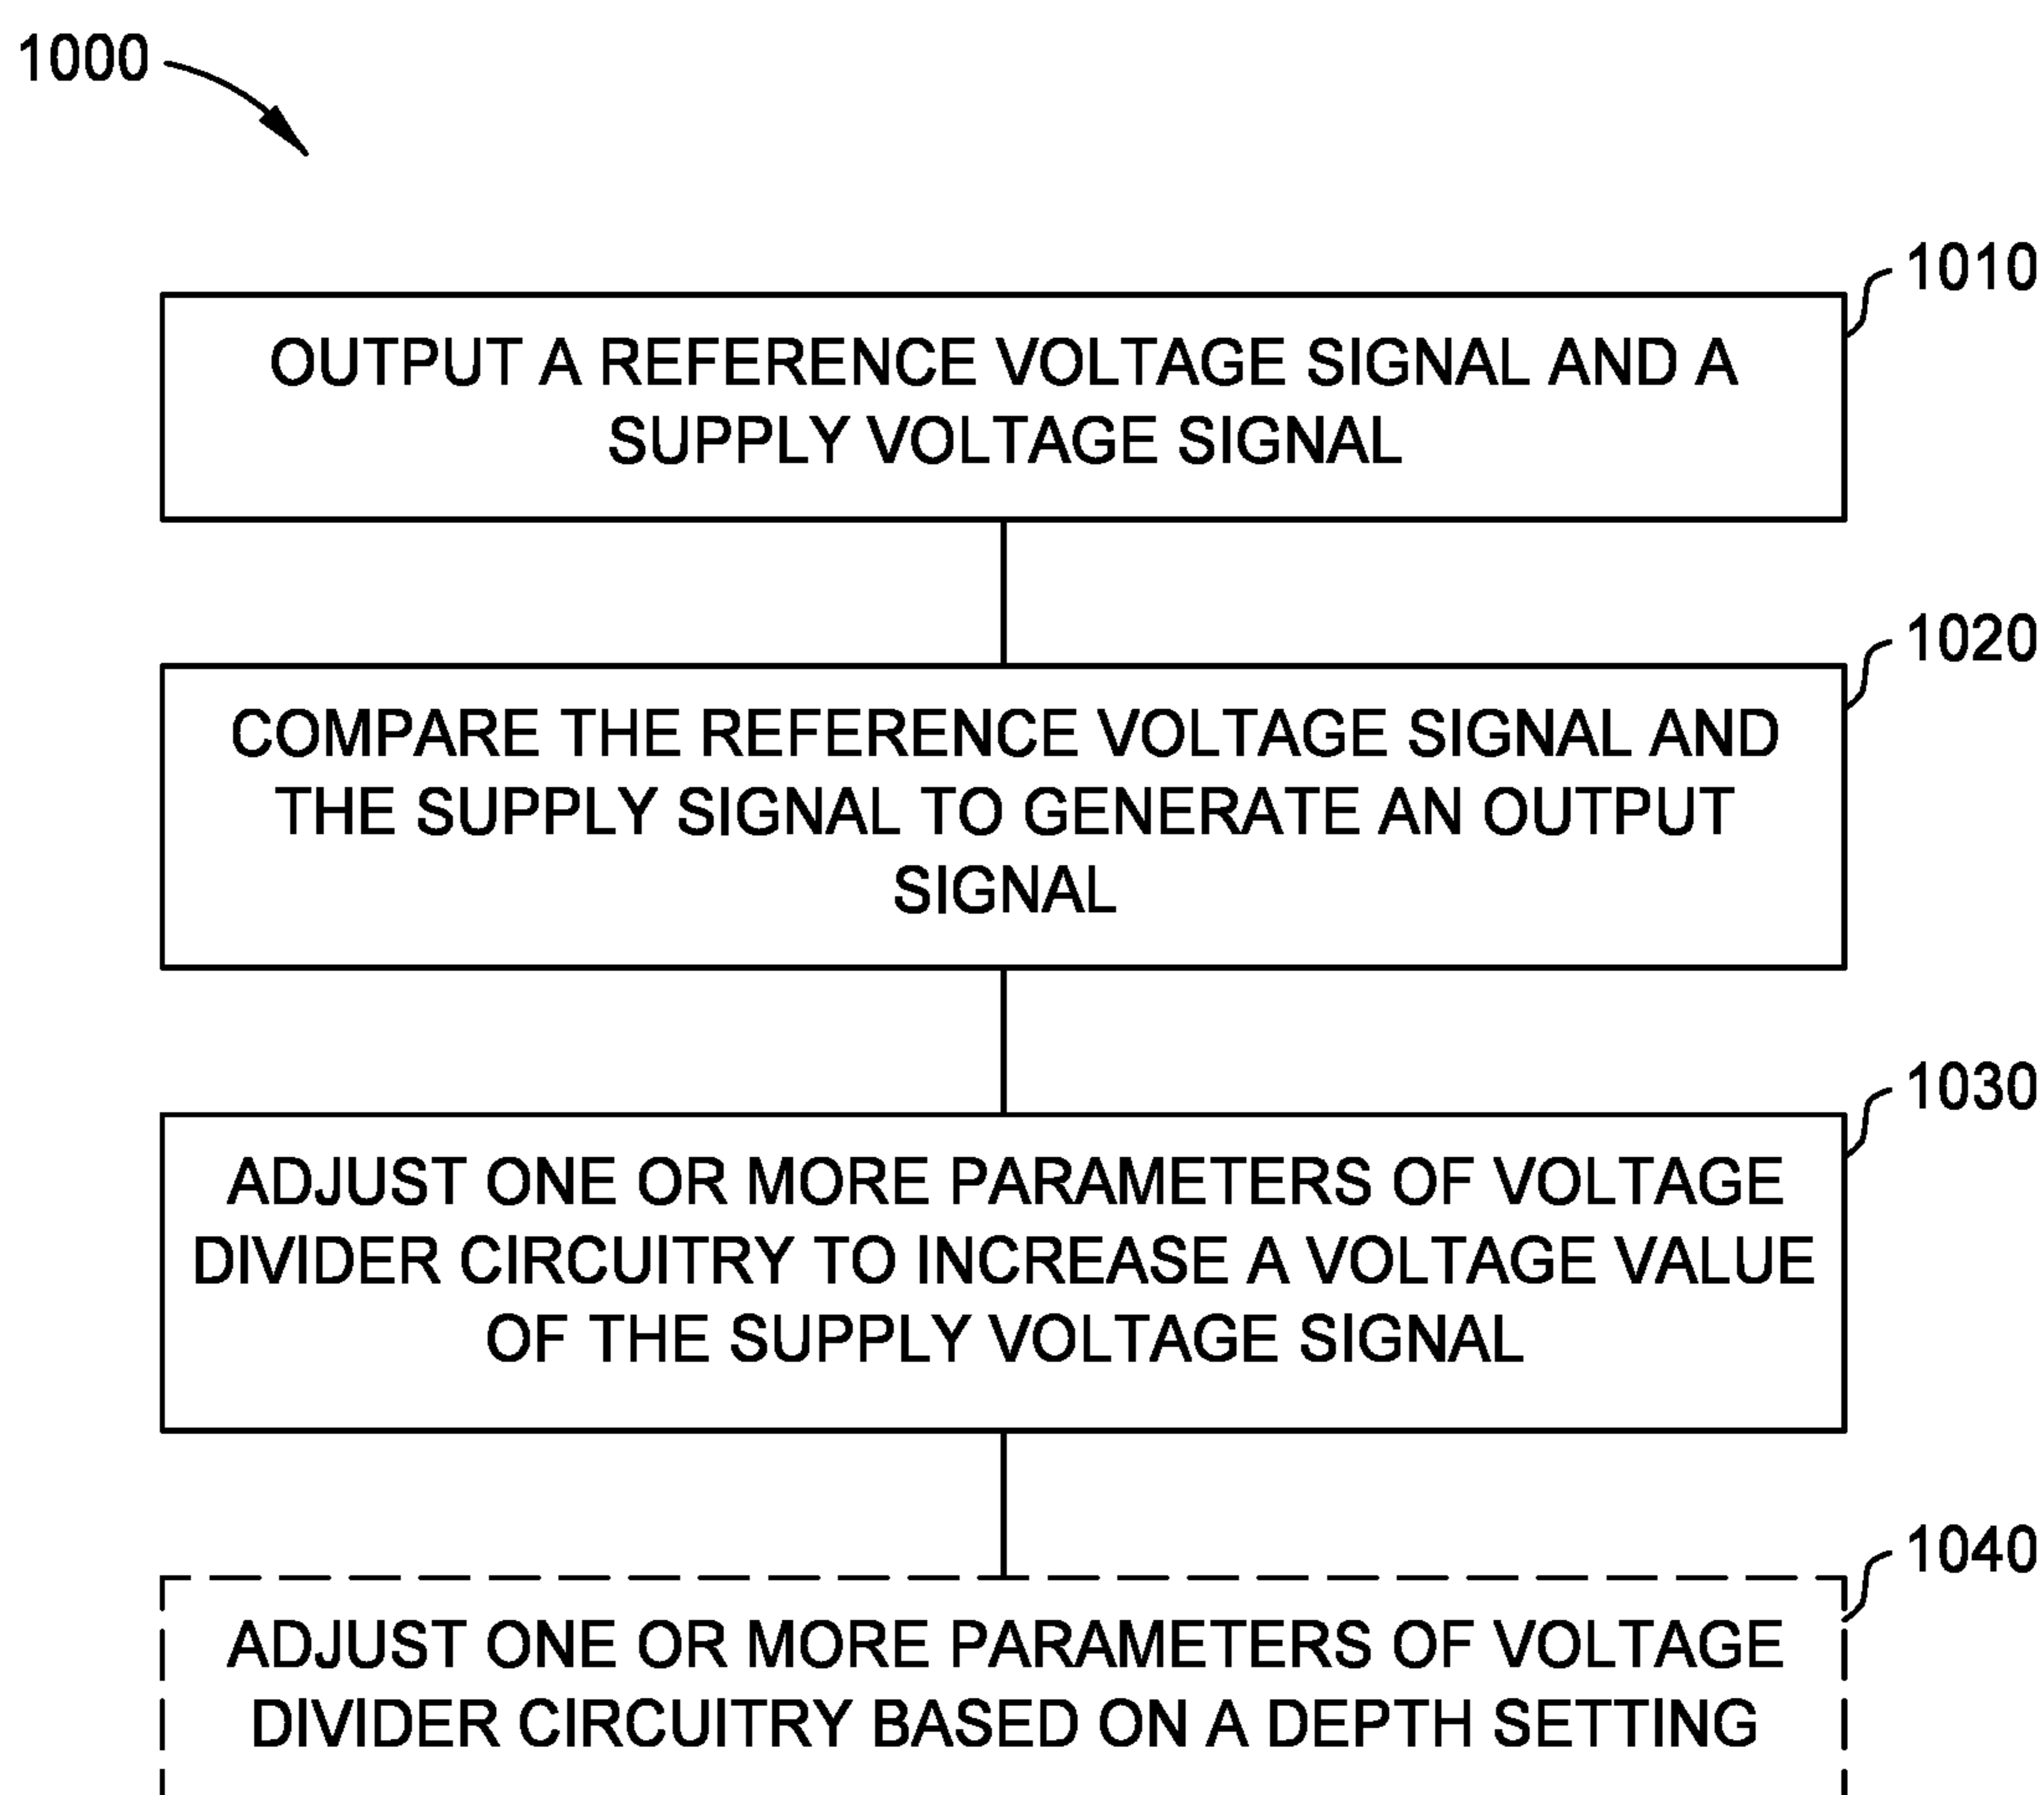 1000
1010
OUTPUT A REFERENCE VOLTAGE SIGNAL AND A
SUPPLY VOLTAGE SIGNAL
1020
COMPARE THE REFERENCE VOLTAGE SIGNAL AND
THE SUPPLY SIGNAL TO GENERATE AN OUTPUT
SIGNAL
1030
ADJUST ONE OR MORE PARAMETERS OF VOLTAGE
DIVIDER CIRCUITRY TO INCREASE A VOLTAGE VALUE
OF THE SUPPLY VOLTAGE SIGNAL
1040
ADJUST ONE OR MORE PARAMETERS OF VOLTAGE
DIVIDER CIRCUITRY BASED ON A DEPTH SETTING